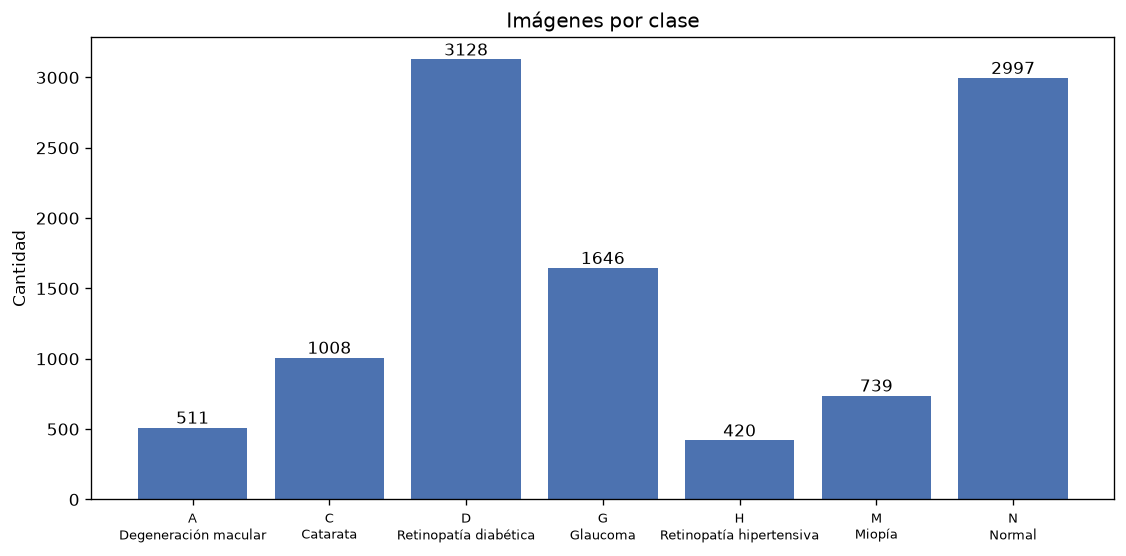 Imágenes por clase
Cantidad
3000
2500
2000
1500
1000
500
0
511
1008
3128
1646
420
739
2997
A
Degeneración macular
C
Catarata
D
Retinopatía diabética
G
Glaucoma
H
Retinopatía hipertensiva
M
Miopía
N
Normal